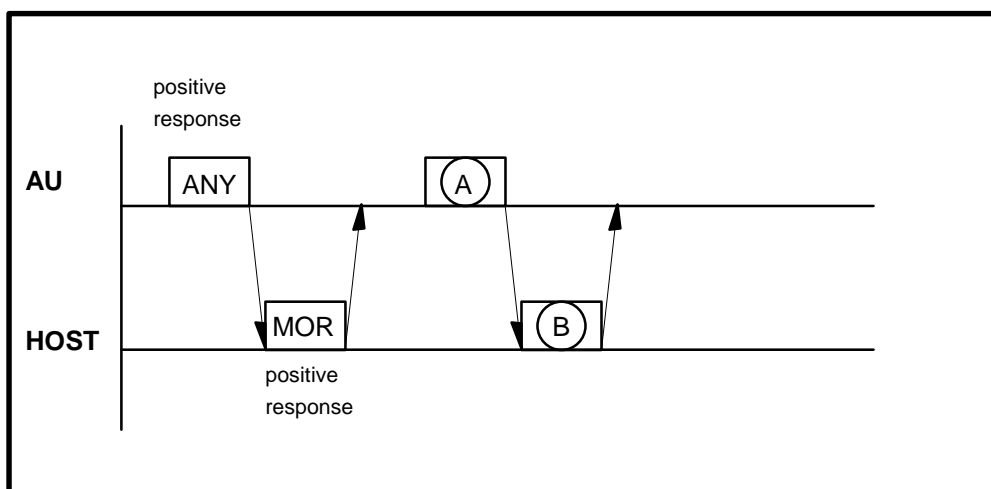 positive
response
AU
ANY
A
HOST
MOR
B
positive
response